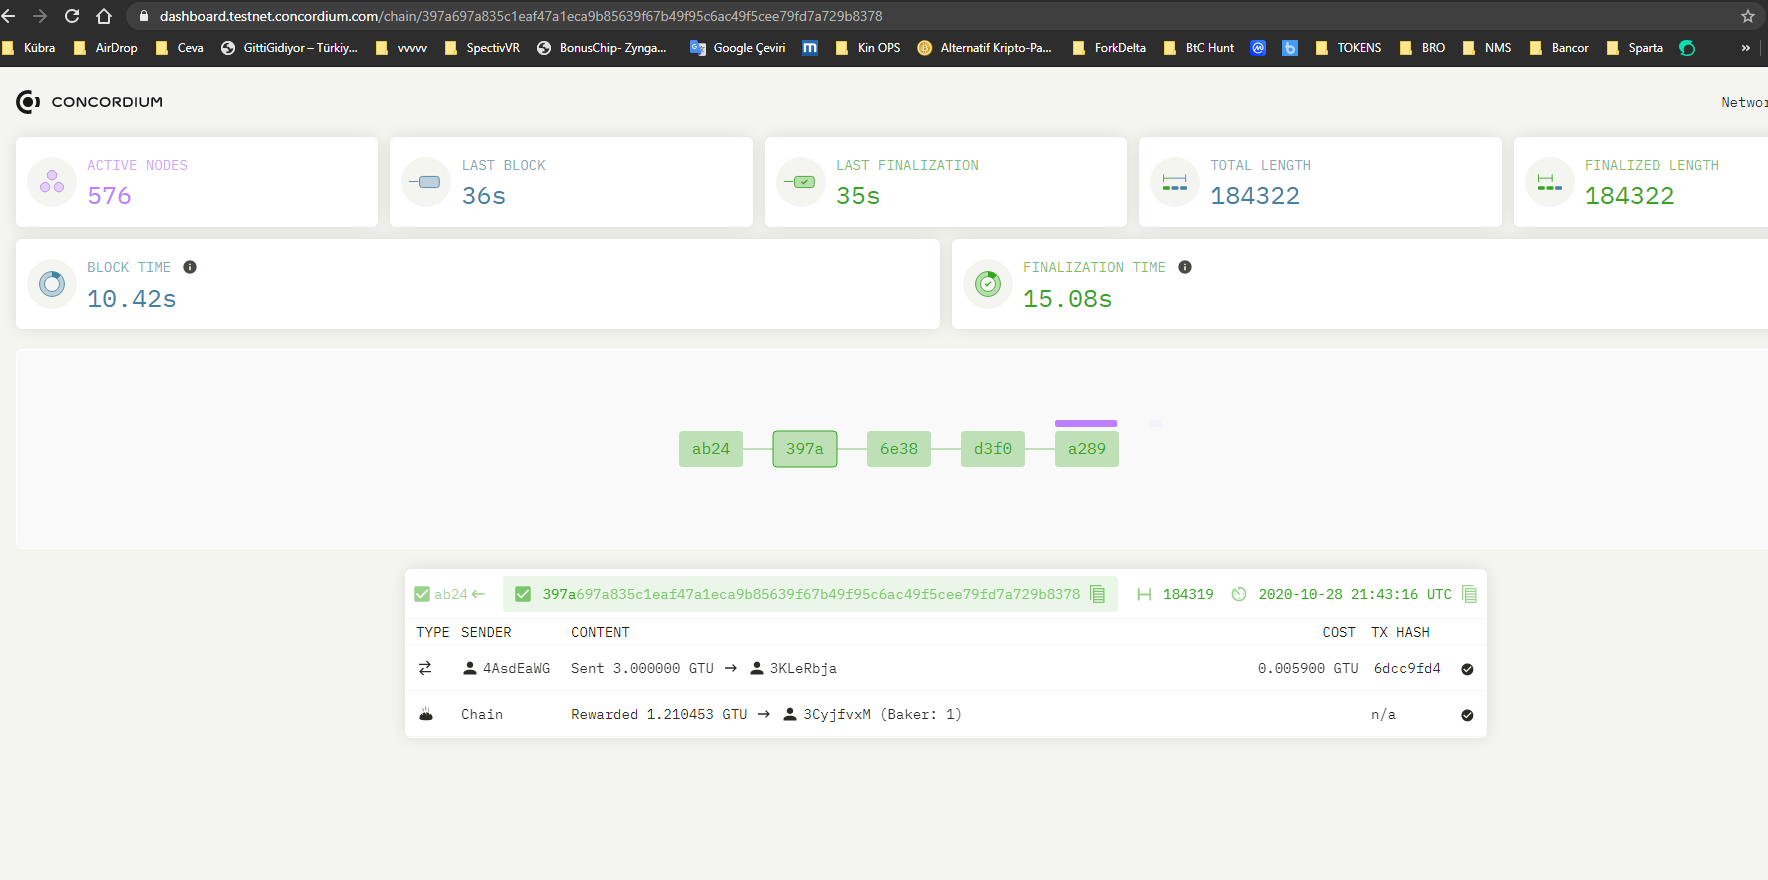 dashboard.testnet.concordium.com/chain/397a697a835c1eaf47a1eca9b85639f67b49f95c6ac49f5cee79fd7a729b8378
Kübra AirDrop Ceva GittiGidiyor – Türkiy... vvvvv SpectivVR BonusChip- Zynga... Google Çeviri Kin OPS Alternatif Kripto-Pa... ForkDelta BtC Hunt TOKENS BRO NMS Bancor Sparta »
CONCORDIUM Networ
ACTIVE NODES
576
LAST BLOCK
36s
LAST FINALIZATION
35s
TOTAL LENGTH
184322
FINALIZED LENGTH
184322
BLOCK TIME
10.42s
FINALIZATION TIME
15.08s
ab24 397a 6e38 d3f0 a289
ab24 ← 397a697a835c1eaf47a1eca9b85639f67b49f95c6ac49f5cee79fd7a729b8378 184319 2020-10-28 21:43:16 UTC
TYPE SENDER CONTENT COST TX HASH
4AsdEaWG Sent 3.000000 GTU → 3KLeRbja 0.005900 GTU 6dcc9fd4
Chain Rewarded 1.210453 GTU → 3CyjfvxM (Baker: 1) n/a